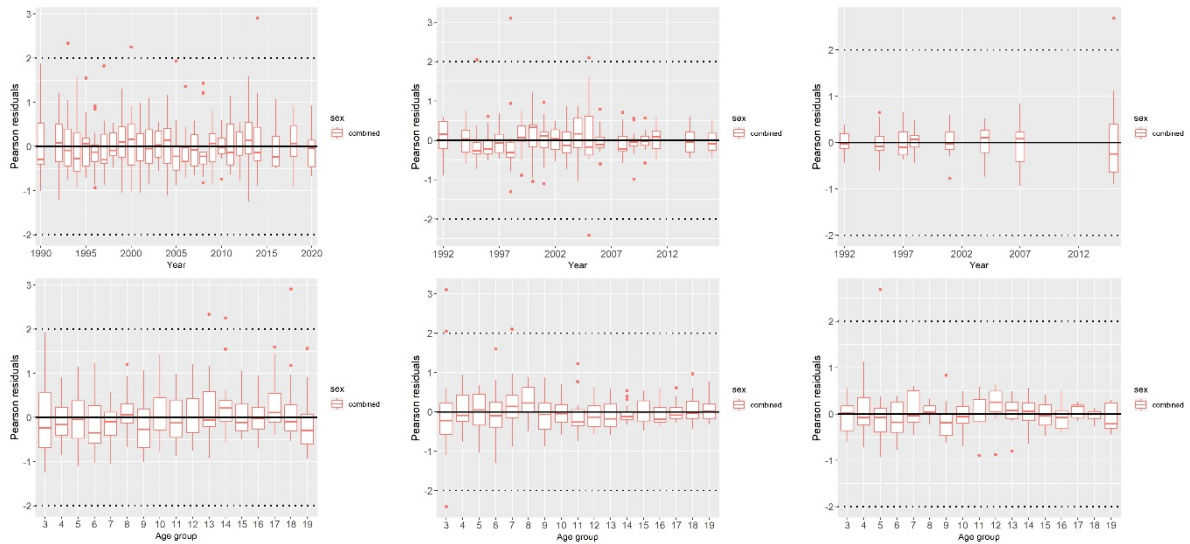 3
2
1
0
-1
-2
Pearson residuals
1990
1995
2000
2005
2010
2015
2020
Year
sex
combined
3
2
1
0
-1
-2
Pearson residuals
1992
1997
2002
2007
2012
Year
sex
combined
2
1
0
-1
-2
Pearson residuals
1992
1997
2002
2007
2012
Year
sex
combined
3
2
1
0
-1
-2
Pearson residuals
3 4 5 6 7 8 9 10 11 12 13 14 15 16 17 18 19
Age group
sex
combined
3
2
1
0
-1
-2
Pearson residuals
3 4 5 6 7 8 9 10 11 12 13 14 15 16 17 18 19
Age group
sex
combined
2
1
0
-1
-2
Pearson residuals
3 4 5 6 7 8 9 10 11 12 13 14 15 16 17 18 19
Age group
sex
combined